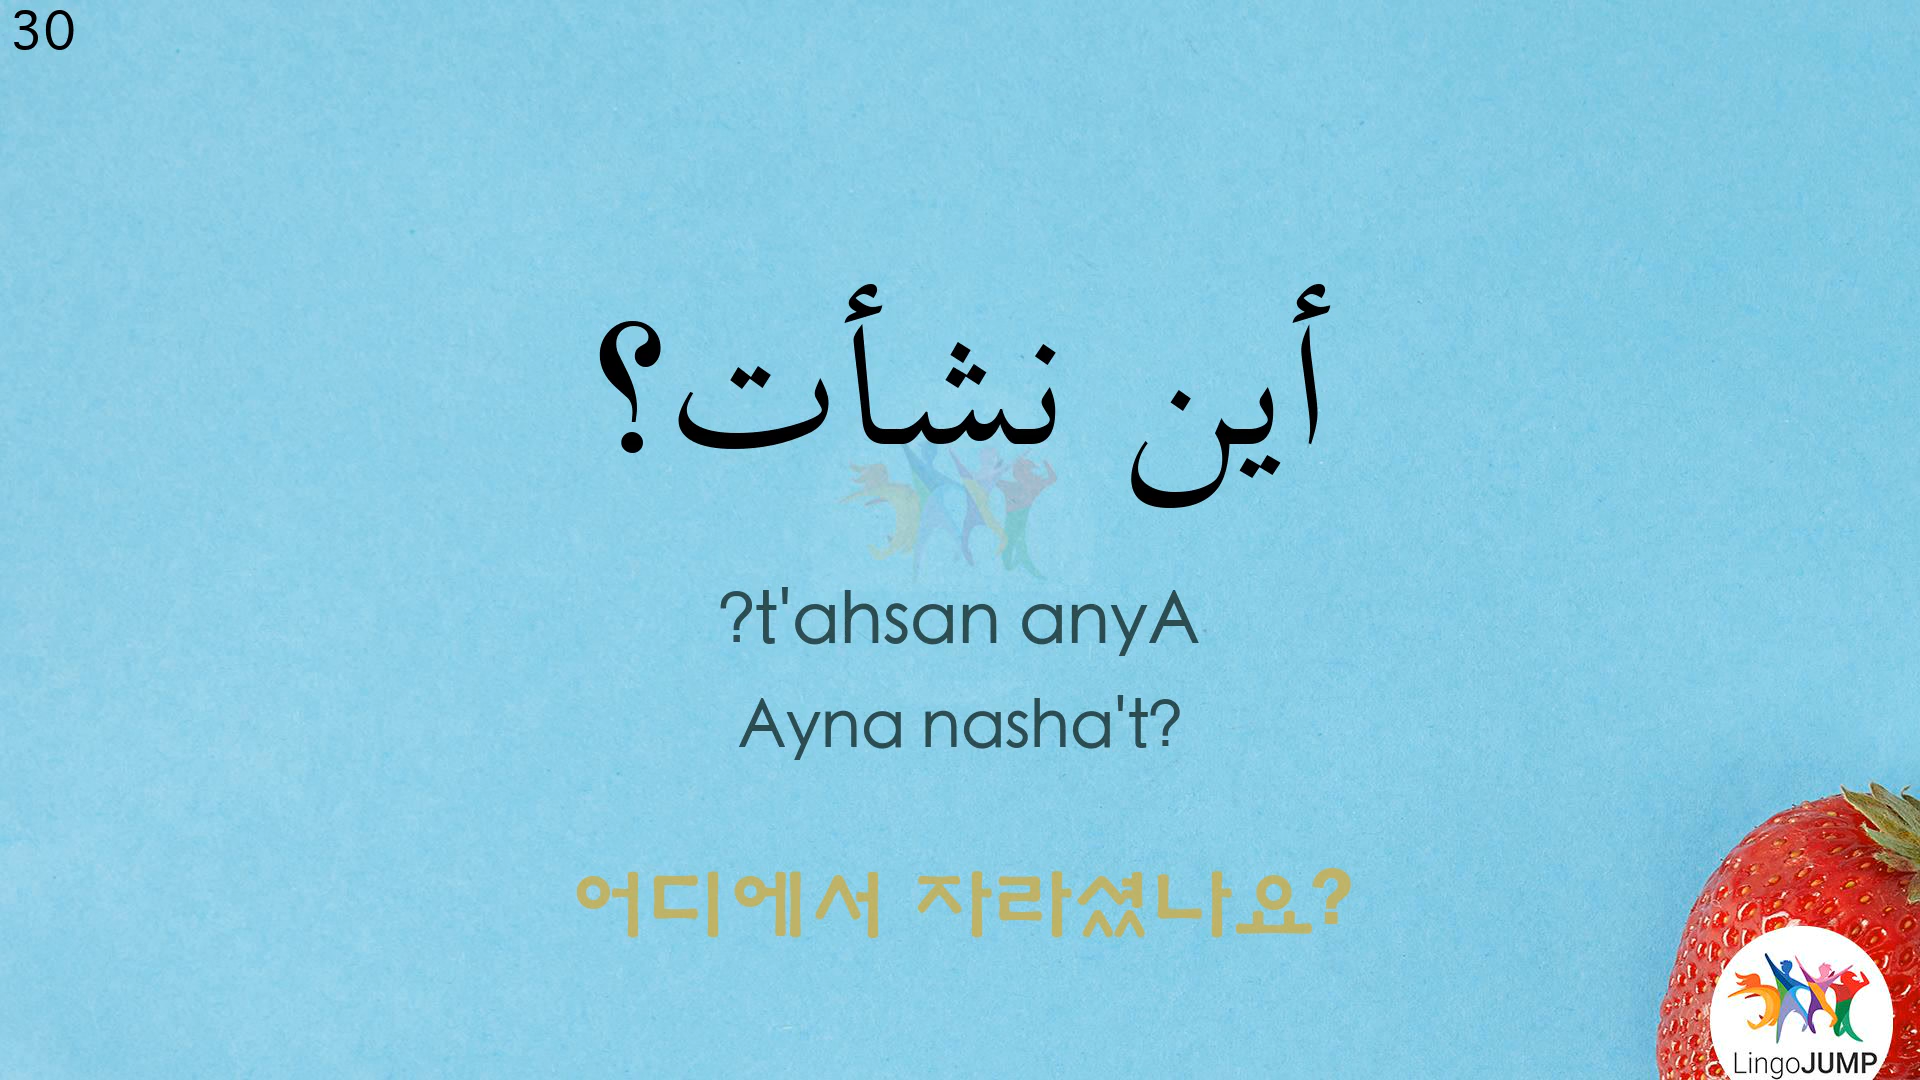 30
أين نشأت؟
?t'ahsan anyA
Ayna nasha't?
어디에서 자라셨나요?
LingoJUMP